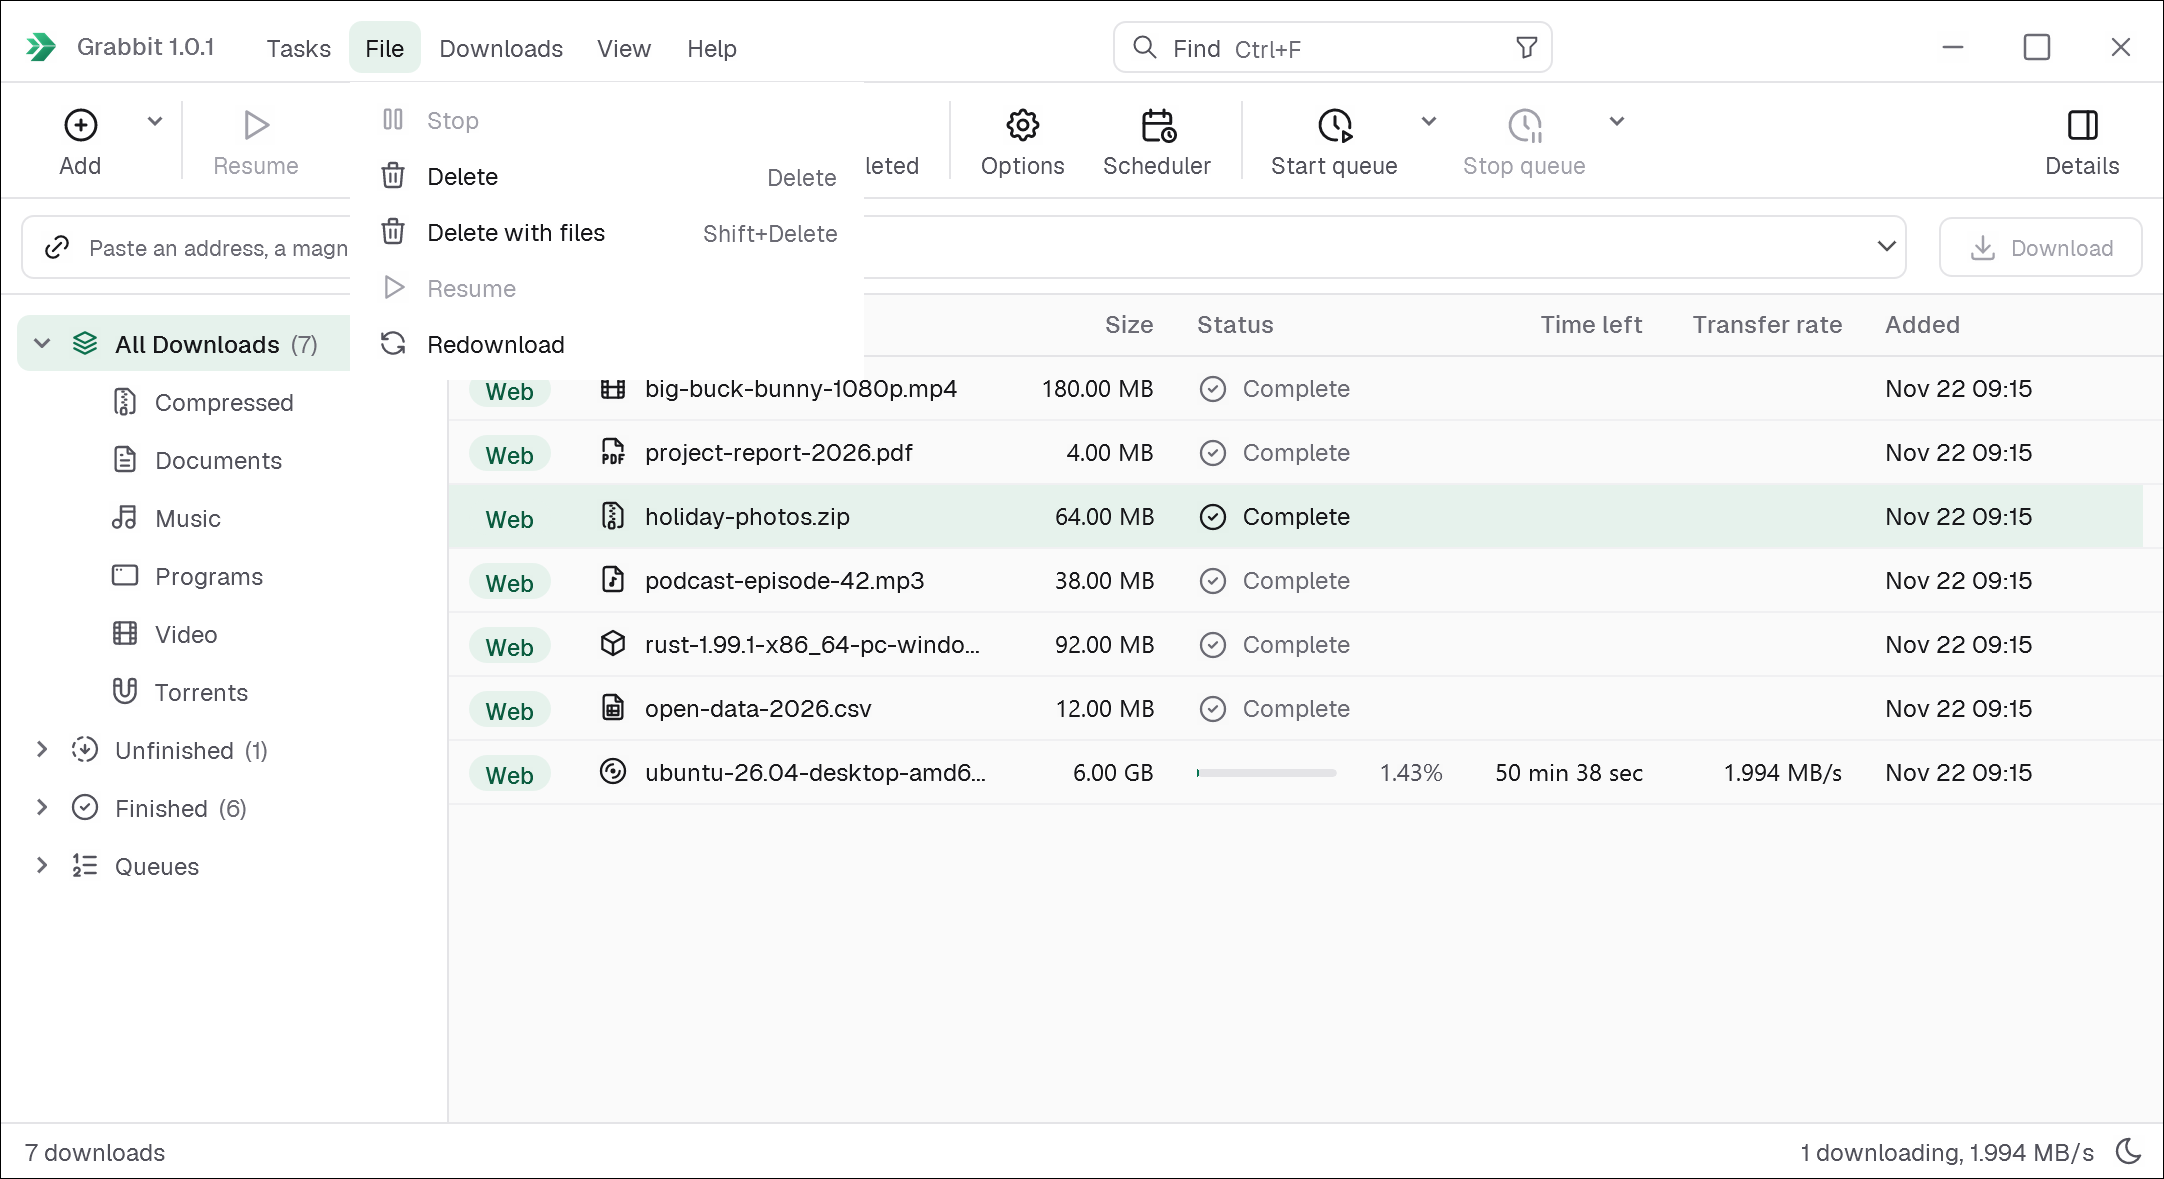 Grabbit 1.0.1
Tasks File Downloads View Help
Find Ctrl+F
Add
Resume
leted
Options
Scheduler
Start queue
Stop queue
Details
Stop
Delete Delete
Delete with files Shift+Delete
Resume
Redownload
Paste an address, a magn
Download
All Downloads (7)
Compressed
Documents
Music
Programs
Video
Torrents
Unfinished (1)
Finished (6)
Queues
Size Status Time left Transfer rate Added
Web big-buck-bunny-1080p.mp4 180.00 MB Complete Nov 22 09:15
Web project-report-2026.pdf 4.00 MB Complete Nov 22 09:15
Web holiday-photos.zip 64.00 MB Complete Nov 22 09:15
Web podcast-episode-42.mp3 38.00 MB Complete Nov 22 09:15
Web rust-1.99.1-x86_64-pc-windo... 92.00 MB Complete Nov 22 09:15
Web open-data-2026.csv 12.00 MB Complete Nov 22 09:15
Web ubuntu-26.04-desktop-amd6... 6.00 GB 1.43% 50 min 38 sec 1.994 MB/s Nov 22 09:15
7 downloads
1 downloading, 1.994 MB/s